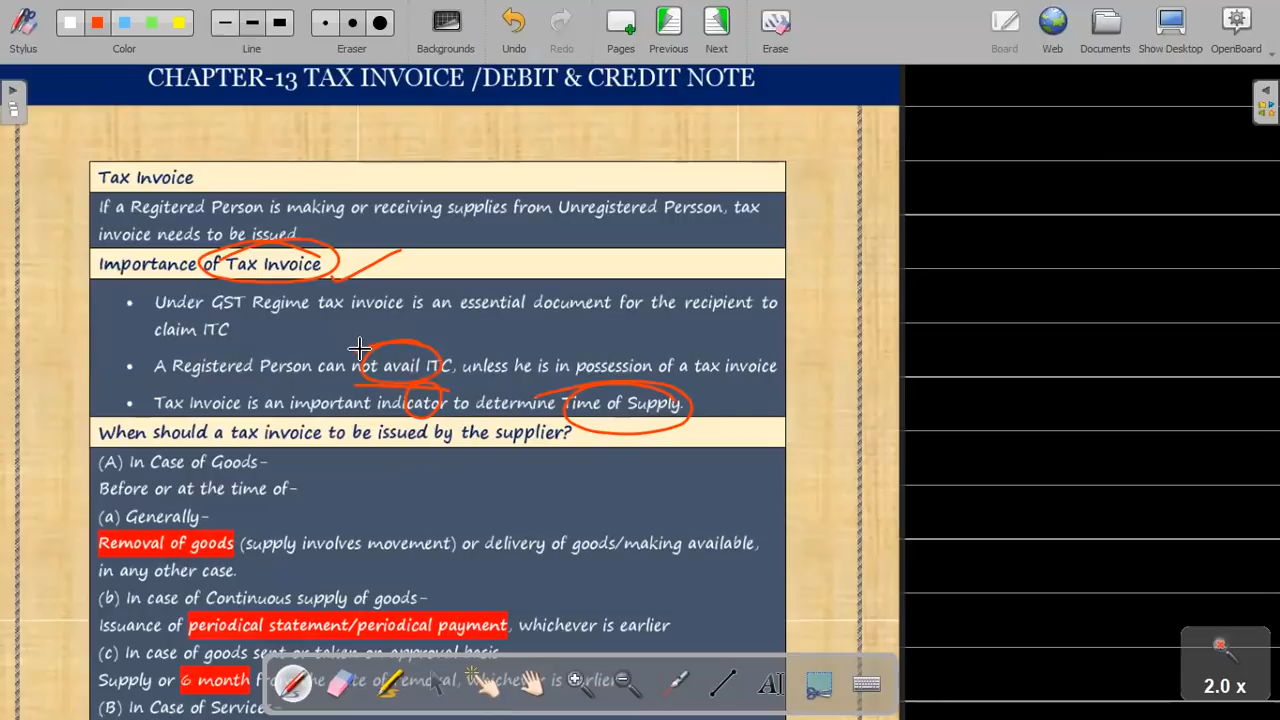 Stylus Color Line Eraser Backgrounds Undo Redo Pages Previous Next Erase Board Web Documents Show Desktop OpenBoard
CHAPTER-13 TAX INVOICE /DEBIT & CREDIT NOTE
Tax Invoice
If a Regitered Person is making or receiving supplies from Unregistered Persson, tax
invoice needs to be issued
Importance of Tax Invoice
• Under GST Regime tax invoice is an essential document for the recipient to
claim ITC
• A Registered Person can not avail ITC, unless he is in possession of a tax invoice
• Tax Invoice is an important indicator to determine Time of Supply.
When should a tax invoice to be issued by the supplier?
(A) In Case of Goods-
Before or at the time of-
(a) Generally-
Removal of goods (supply involves movement) or delivery of goods/making available,
in any other case.
(b) In case of Continuous supply of goods-
Issuance of periodical statement/periodical payment, whichever is earlier
(c) In case of goods sent or taken on approval basis
Supply or 6 month from the date of removal, whichever is earlier
(B) In Case of Service-
2.0 x